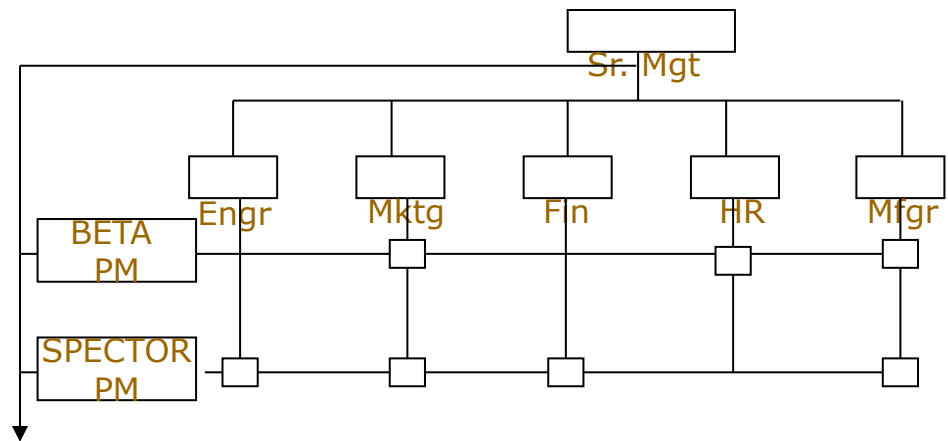 Sr. Mgt
Engr
Mktg
Fin
HR
Mfgr
BETA
PM
SPECTOR
PM